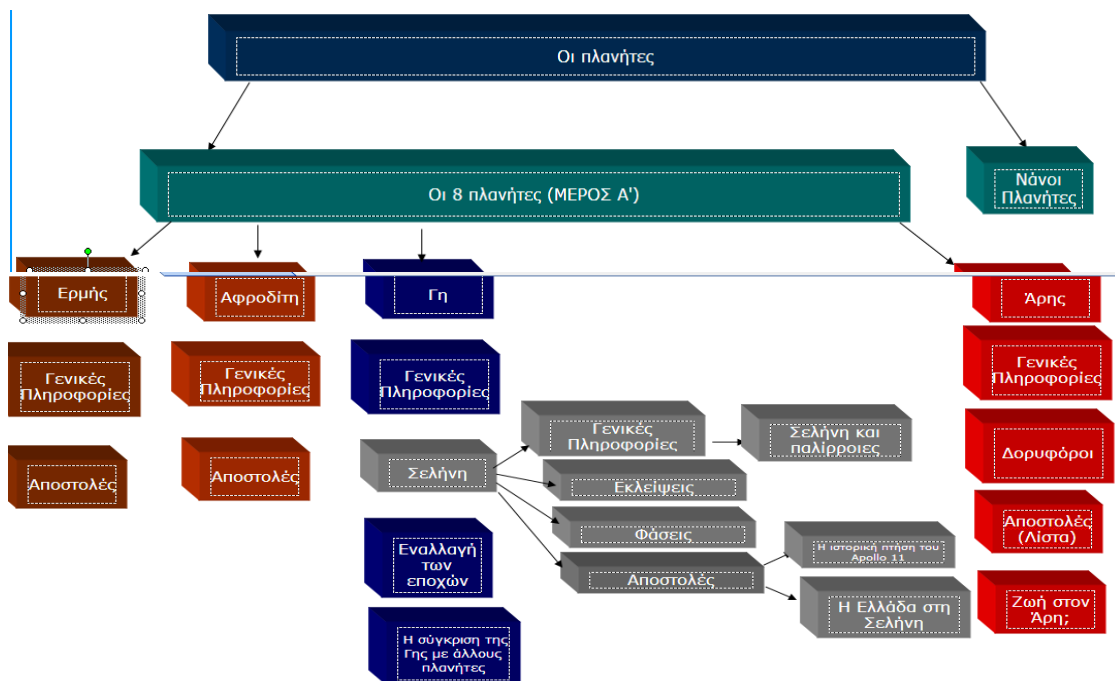 Οι πλανήτες
Οι 8 πλανήτες (ΜΕΡΟΣ Α')
Νάνοι
Πλανήτες
Ερμής
Αφροδίτη
Γη
Άρης
Γενικές
Πληροφορίες
Γενικές
Πληροφορίες
Γενικές
Πληροφορίες
Γενικές
Πληροφορίες
Αποστολές
Αποστολές
Σελήνη
Γενικές
Πληροφορίες
Σελήνη και
παλίρροιες
Εκλείψεις
Φάσεις
Αποστολές
Η ιστορική πτήση του
Apollo 11
Η Ελλάδα στη
Σελήνη
Εναλλαγή
των
εποχών
Η σύγκριση της
Γης με άλλους
πλανήτες
Δορυφόροι
Αποστολές
(Λίστα)
Ζωή στον
Άρη;